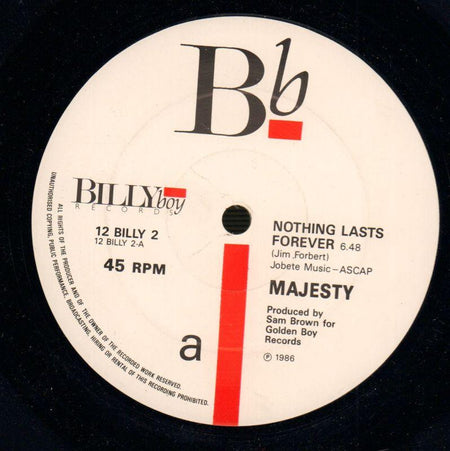 Bb
BILLYboy
RECORDS
12 BILLY 2
12 BILLY 2-A
45 RPM
a
NOTHING LASTS
FOREVER 6.48
(Jim Forbert)
Jobete Music – ASCAP
MAJESTY
Produced by
Sam Brown for
Golden Boy
Records
℗ 1986
ALL RIGHTS OF THE PRODUCER AND OF THE OWNER OF THE RECORDED WORK RESERVED.
UNAUTHORISED COPYING, PUBLIC PERFORMANCE, BROADCASTING, HIRING OR RENTAL OF THIS RECORDING PROHIBITED.